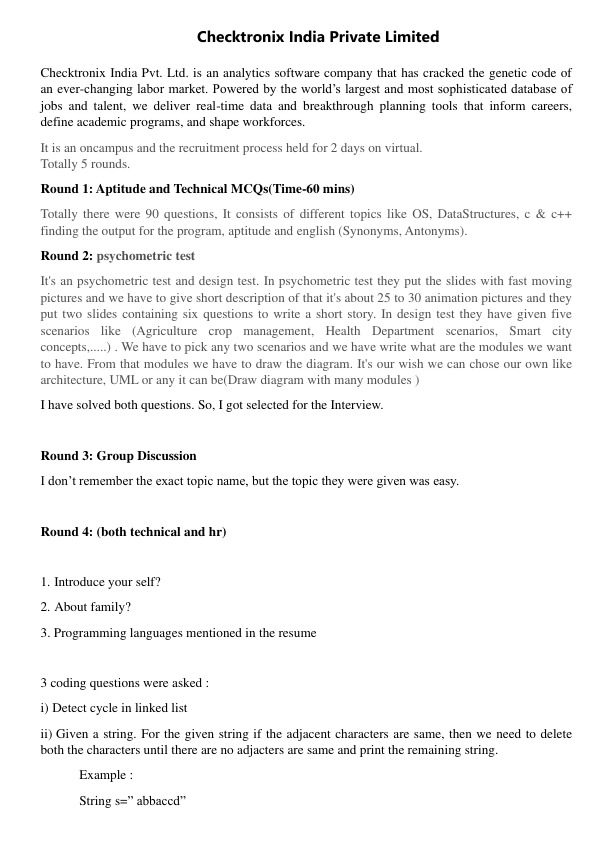 Checktronix India Private Limited
Checktronix India Pvt. Ltd. is an analytics software company that has cracked the genetic code of
an ever-changing labor market. Powered by the world’s largest and most sophisticated database of
jobs and talent, we deliver real-time data and breakthrough planning tools that inform careers,
define academic programs, and shape workforces.
It is an oncampus and the recruitment process held for 2 days on virtual.
Totally 5 rounds.
Round 1: Aptitude and Technical MCQs(Time-60 mins)
Totally there were 90 questions, It consists of different topics like OS, DataStructures, c & c++
finding the output for the program, aptitude and english (Synonyms, Antonyms).
Round 2: psychometric test
It's an psychometric test and design test. In psychometric test they put the slides with fast moving
pictures and we have to give short description of that it's about 25 to 30 animation pictures and they
put two slides containing six questions to write a short story. In design test they have given five
scenarios like (Agriculture crop management, Health Department scenarios, Smart city
concepts,.....) . We have to pick any two scenarios and we have write what are the modules we want
to have. From that modules we have to draw the diagram. It's our wish we can chose our own like
architecture, UML or any it can be(Draw diagram with many modules )
I have solved both questions. So, I got selected for the Interview.
Round 3: Group Discussion
I don’t remember the exact topic name, but the topic they were given was easy.
Round 4: (both technical and hr)
1. Introduce your self?
2. About family?
3. Programming languages mentioned in the resume
3 coding questions were asked :
i) Detect cycle in linked list
ii) Given a string. For the given string if the adjacent characters are same, then we need to delete
both the characters until there are no adjacters are same and print the remaining string.
Example :
String s=” abbaccd”